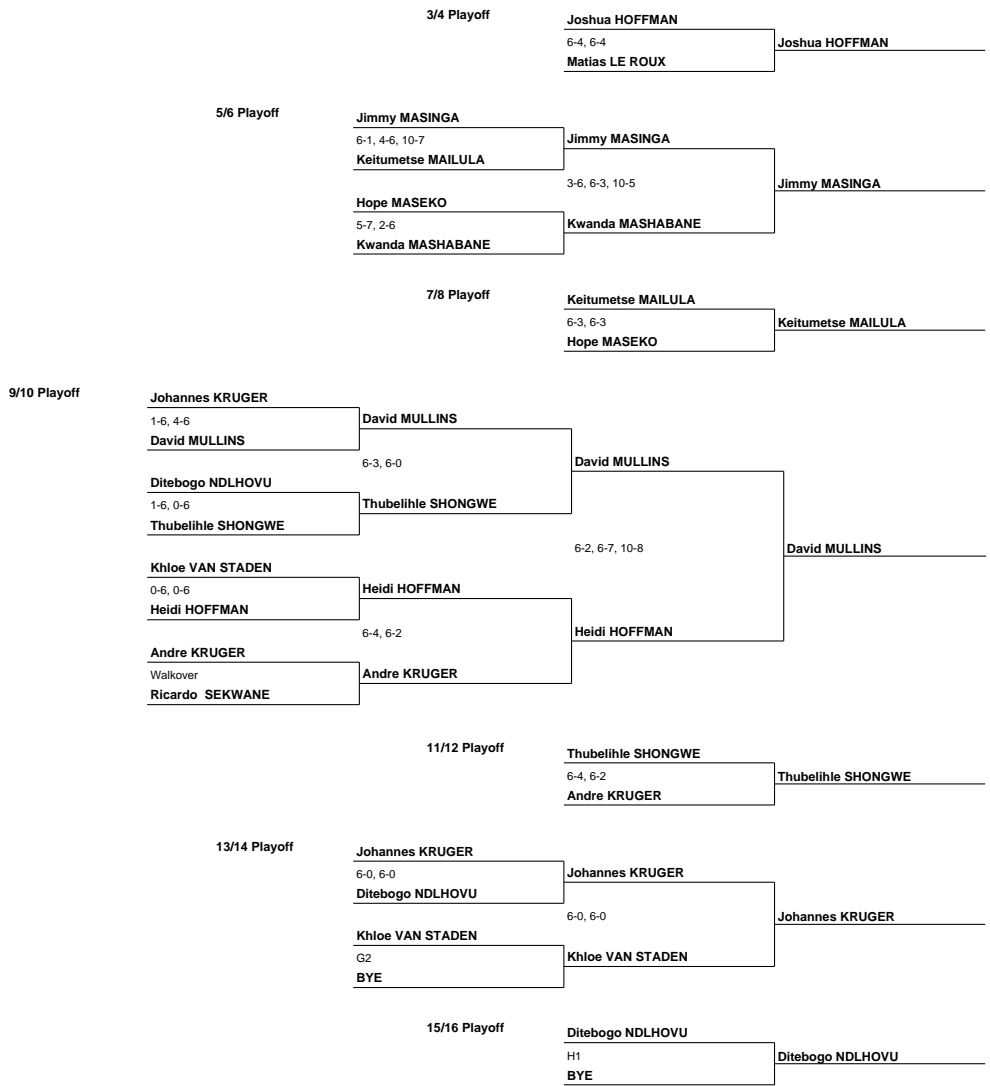 3/4 Playoff
Joshua HOFFMAN
6-4, 6-4
Joshua HOFFMAN
Matias LE ROUX
5/6 Playoff
Jimmy MASINGA
6-1, 4-6, 10-7
Jimmy MASINGA
Keitumetse MAILULA
3-6, 6-3, 10-5
Jimmy MASINGA
Hope MASEKO
5-7, 2-6
Kwanda MASHABANE
Kwanda MASHABANE
7/8 Playoff
Keitumetse MAILULA
6-3, 6-3
Keitumetse MAILULA
Hope MASEKO
9/10 Playoff
Johannes KRUGER
1-6, 4-6
David MULLINS
David MULLINS
6-3, 6-0
David MULLINS
Ditebogo NDLHOVU
1-6, 0-6
Thubelihle SHONGWE
Thubelihle SHONGWE
6-2, 6-7, 10-8
David MULLINS
Khloe VAN STADEN
0-6, 0-6
Heidi HOFFMAN
Heidi HOFFMAN
6-4, 6-2
Heidi HOFFMAN
Andre KRUGER
Walkover
Andre KRUGER
Ricardo  SEKWANE
11/12 Playoff
Thubelihle SHONGWE
6-4, 6-2
Thubelihle SHONGWE
Andre KRUGER
13/14 Playoff
Johannes KRUGER
6-0, 6-0
Johannes KRUGER
Ditebogo NDLHOVU
6-0, 6-0
Johannes KRUGER
Khloe VAN STADEN
G2
Khloe VAN STADEN
BYE
15/16 Playoff
Ditebogo NDLHOVU
H1
Ditebogo NDLHOVU
BYE